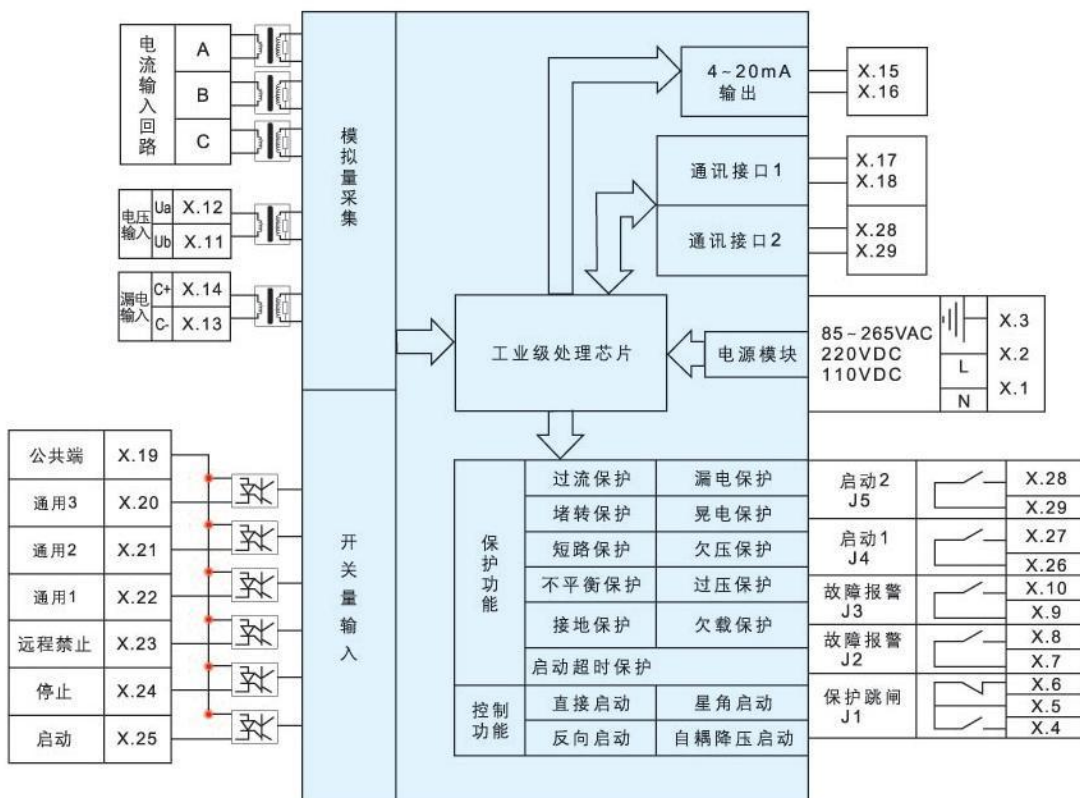 电流输入回路
A
B
C
电压输入
Ua X.12
Ub X.11
漏电输入
C+ X.14
C- X.13
模拟量采集
4~20mA
输出
X.15
X.16
通讯接口1
X.17
X.18
通讯接口2
X.28
X.29
工业级处理芯片
电源模块
85~265VAC
220VDC
110VDC
L
N
X.3
X.2
X.1
公共端 X.19
通用3 X.20
通用2 X.21
通用1 X.22
远程禁止 X.23
停止 X.24
启动 X.25
开关量输入
保护功能
过流保护 漏电保护
堵转保护 晃电保护
短路保护 欠压保护
不平衡保护 过压保护
接地保护 欠载保护
启动超时保护
控制功能
直接启动 星角启动
反向启动 自耦降压启动
启动2
J5
X.28
X.29
启动1
J4
X.27
X.26
故障报警
J3
X.10
X.9
故障报警
J2
X.8
X.7
保护跳闸
J1
X.6
X.5
X.4